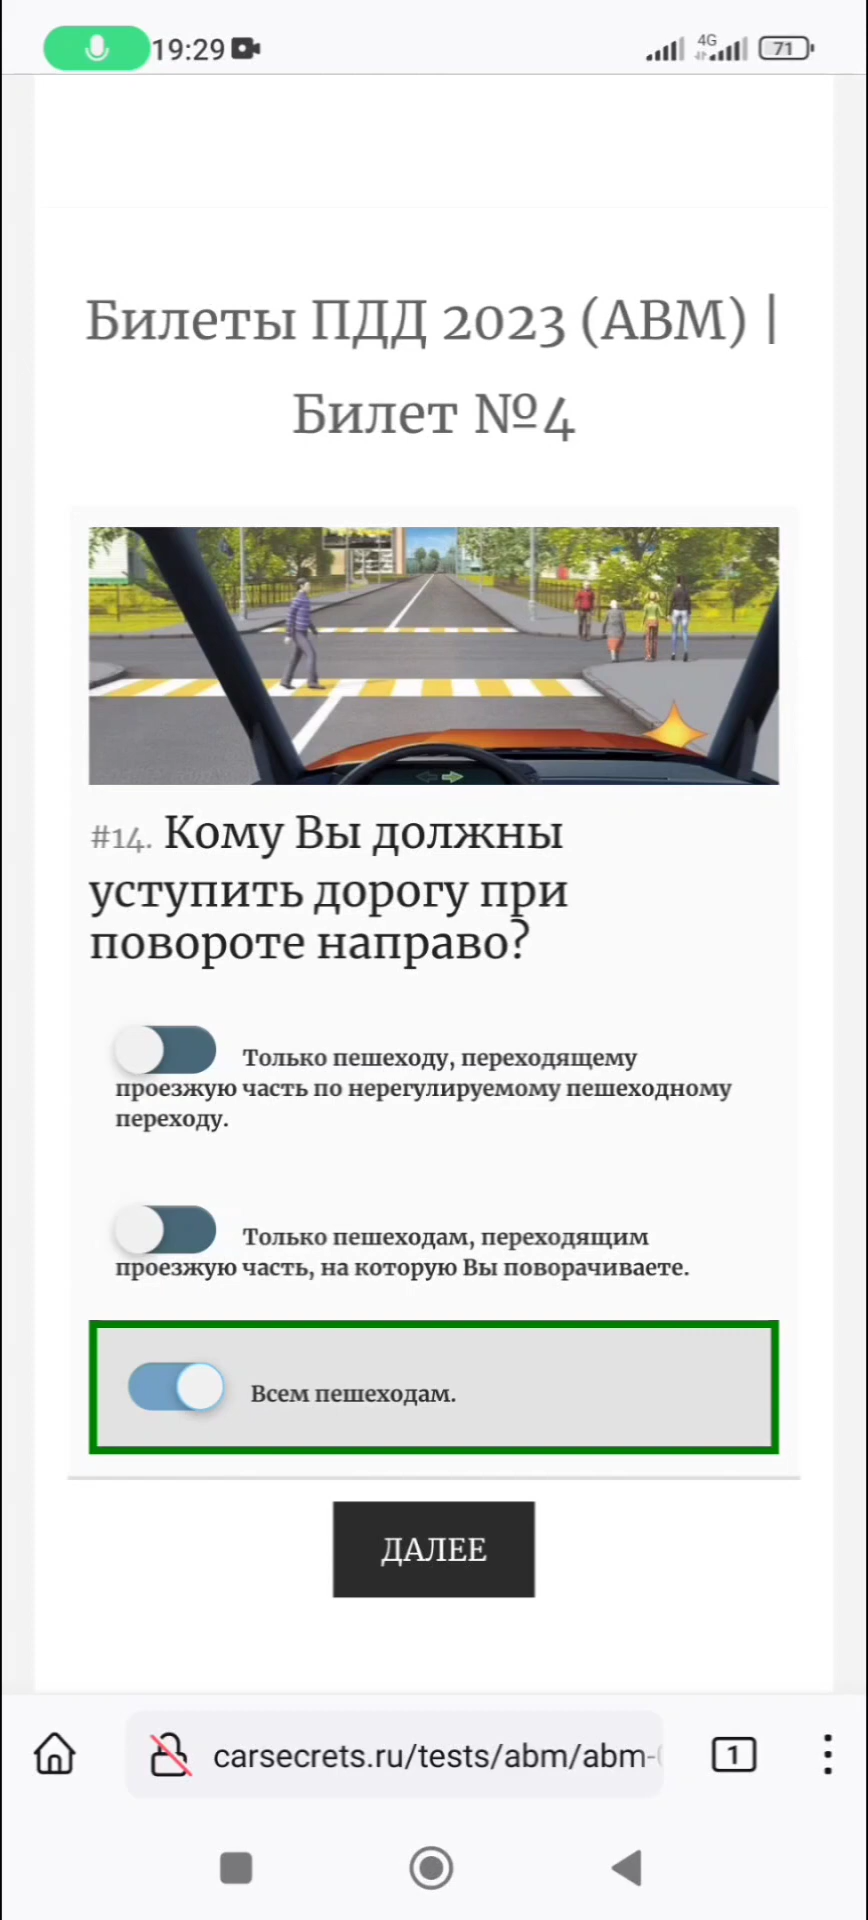 19:29
4G
71
Билеты ПДД 2023 (АВМ) |
Билет №4
#14. Кому Вы должны
уступить дорогу при
повороте направо?
Только пешеходу, переходящему
проезжую часть по нерегулируемому пешеходному
переходу.
Только пешеходам, переходящим
проезжую часть, на которую Вы поворачиваете.
Всем пешеходам.
ДАЛЕЕ
carsecrets.ru/tests/abm/abm-
1